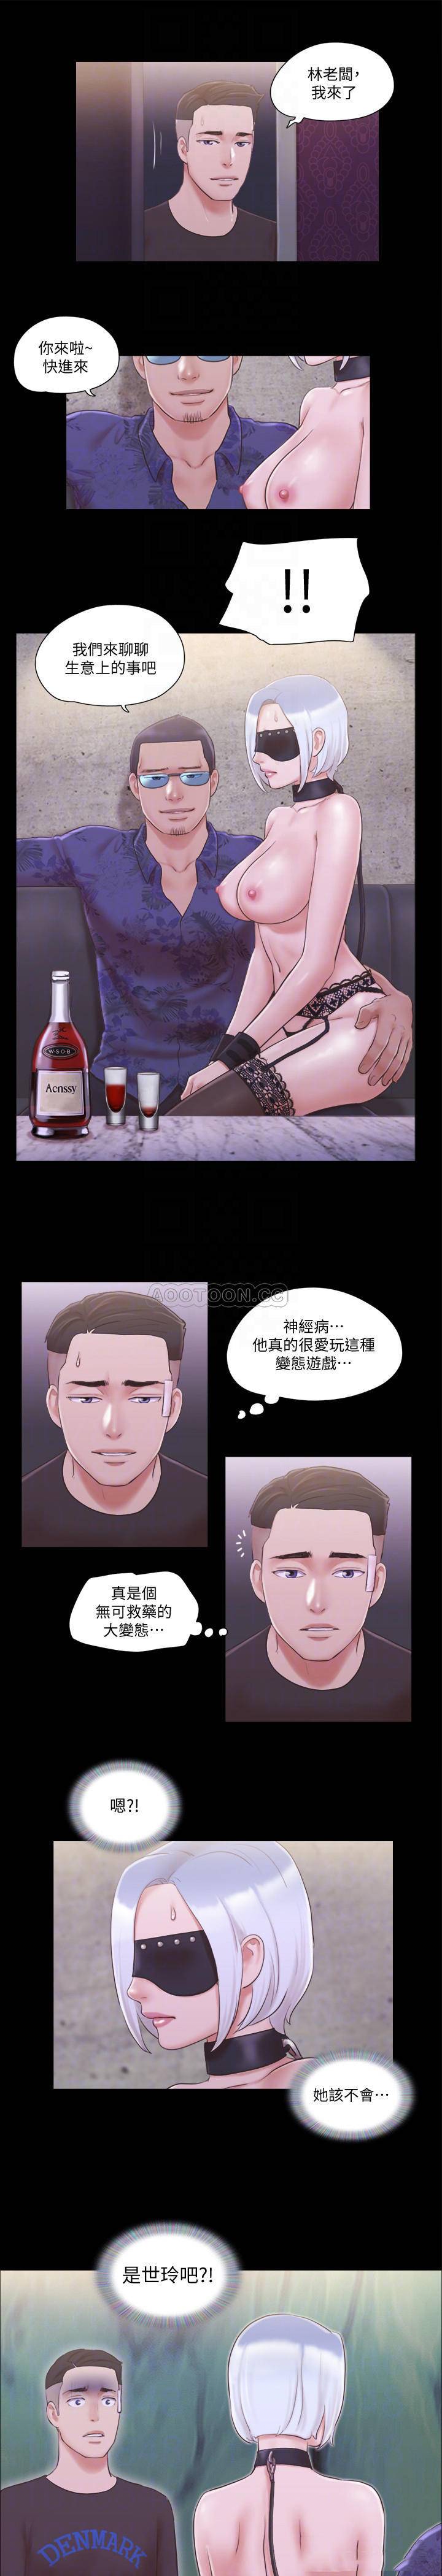 林老闆，
我來了
你來啦~
快進來
!!
我們來聊聊
生意上的事吧
WSOB
Acnssy
AOOTOON.CC
神經病…
他真的很愛玩這種
變態遊戲…
真是個
無可救藥的
大變態…
嗯?!
她該不會…
是世玲吧?!
DENMARK